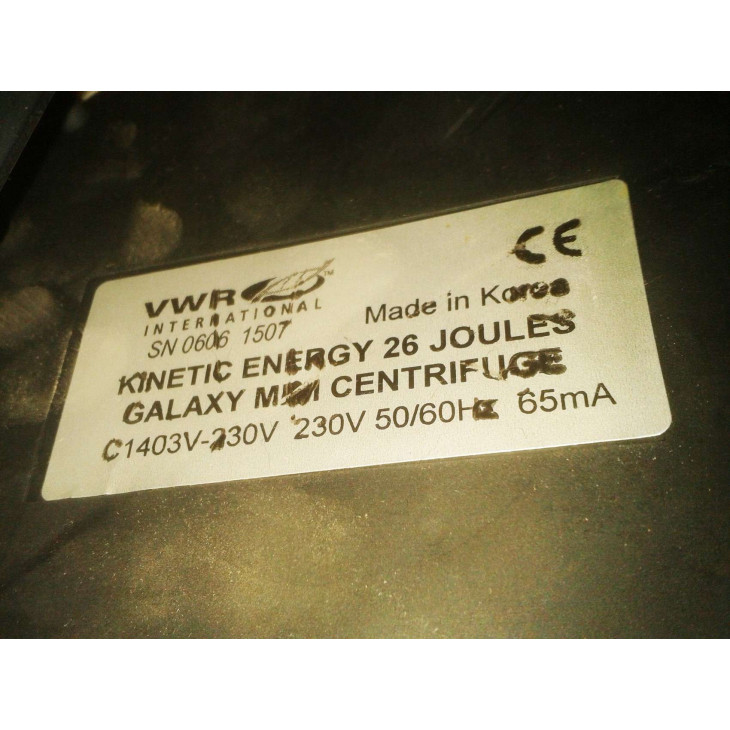 CE
VWR
INTERNATIONAL
SN 0606 1507
Made in Korea
KINETIC ENERGY 26 JOULES
GALAXY MINI CENTRIFUGE
C1403V-230V 230V 50/60Hz 65mA